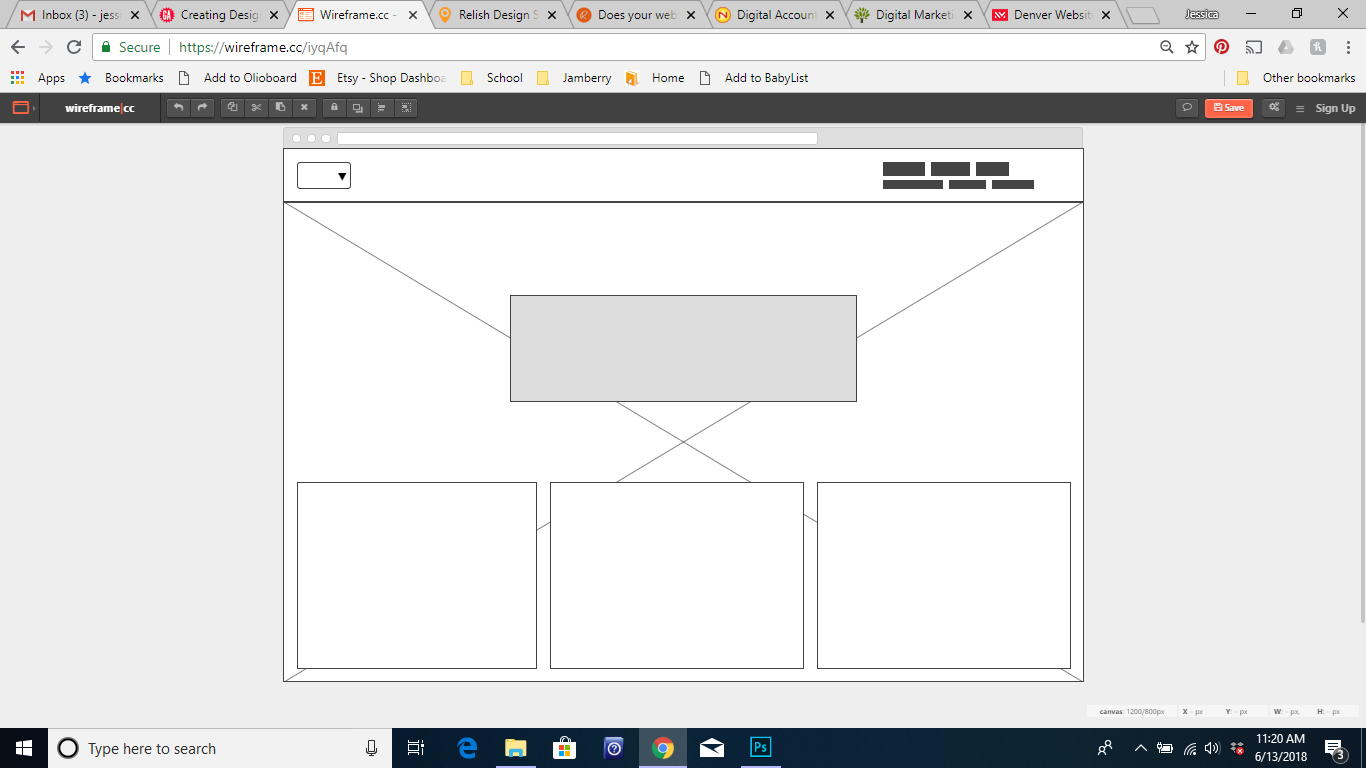 Inbox (3) - jess
Creating Desig
Wireframe.cc -
Relish Design S
Does your web
Digital Accoun
Digital Marketi
Denver Websit
Jessica
Secure
https://wireframe.cc/iyqAfq
Apps
Bookmarks
Add to Olioboard
Etsy - Shop Dashboa
School
Jamberry
Home
Add to BabyList
Other bookmarks
wireframe|cc
Save
Sign Up
canvas: 1200/800px
X - px
Y: - px
W: - px,
H: - px
Type here to search
Ps
11:20 AM
6/13/2018
3